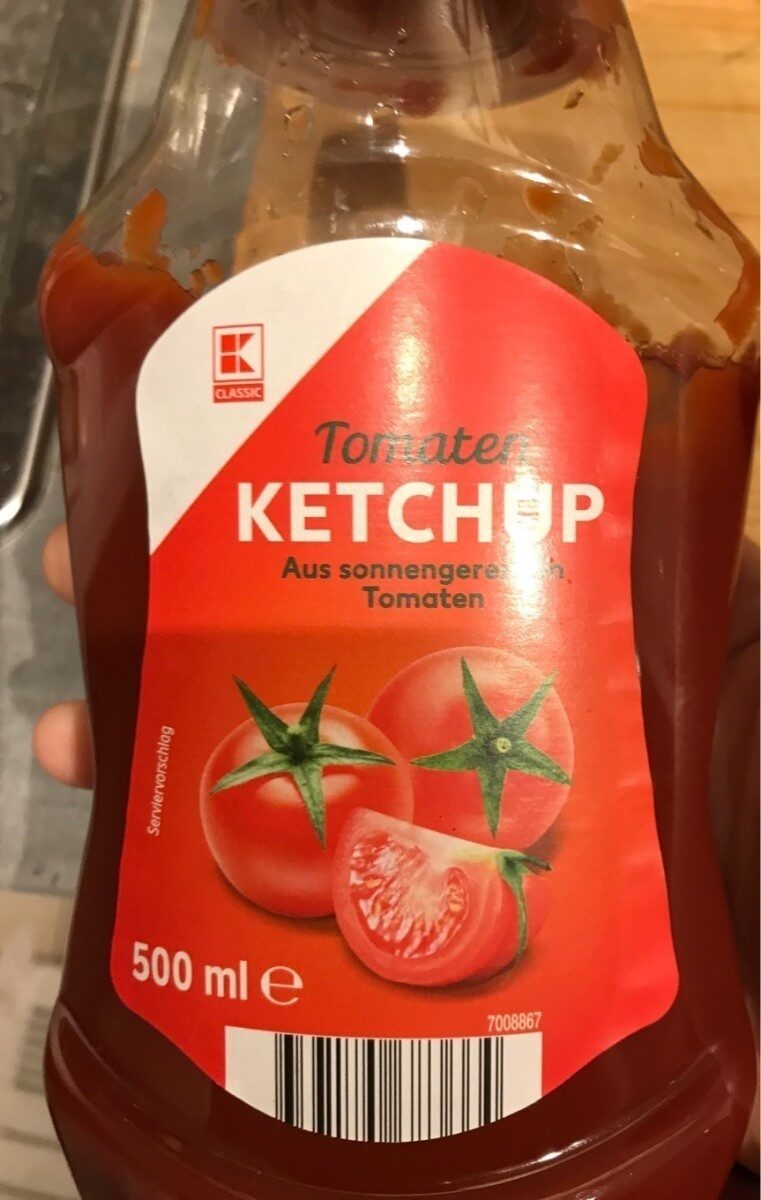 K
CLASSIC
Tomaten
KETCHUP
Aus
Tomaten
Serviervorschlag
500 ml e
7008867